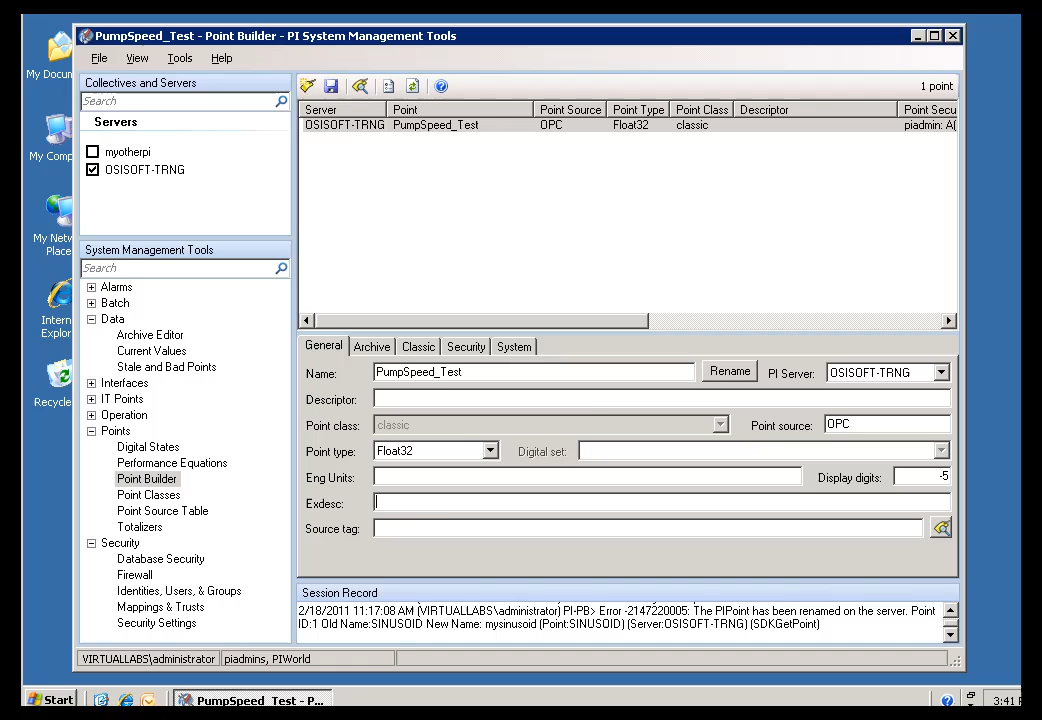 PumpSpeed_Test - Point Builder - PI System Management Tools
File View Tools Help
Collectives and Servers
Search
Servers
myotherpi
OSISOFT-TRNG
1 point
Server Point Point Source Point Type Point Class Descriptor Point Secu
OSISOFT-TRNG PumpSpeed_Test OPC Float32 classic piadmin: A(
System Management Tools
Search
Alarms
Batch
Data
Archive Editor
Current Values
Stale and Bad Points
Interfaces
IT Points
Operation
Points
Digital States
Performance Equations
Point Builder
Point Classes
Point Source Table
Totalizers
Security
Database Security
Firewall
Identities, Users, & Groups
Mappings & Trusts
Security Settings
General Archive Classic Security System
Name: PumpSpeed_Test Rename PI Server: OSISOFT-TRNG
Descriptor:
Point class: classic Point source: OPC
Point type: Float32 Digital set:
Eng Units: Display digits: -5
Exdesc:
Source tag:
Session Record
2/18/2011 11:17:08 AM (VIRTUALLABS\administrator) PI-PB> Error -2147220005: The PIPoint has been renamed on the server. Point
ID:1 Old Name:SINUSOID New Name: mysinusoid (Point:SINUSOID) (Server:OSISOFT-TRNG) (SDKGetPoint)
VIRTUALLABS\administrator piadmins, PIWorld
My Docum
My Comp
My Netw
Place
Intern
Explor
Recycle
Start PumpSpeed_Test - P... 3:41